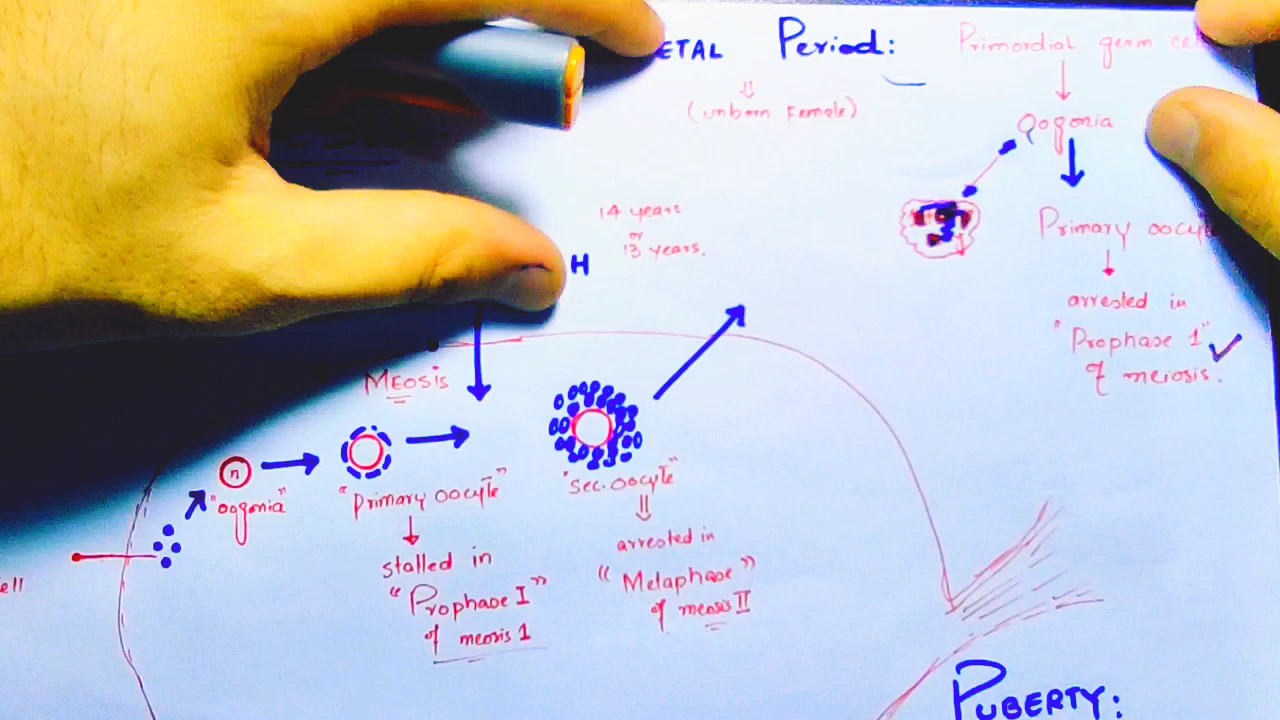 ETAL Period:
(unborn Female)
Primordial germ cel
Oogonia
Primary oocyt
arrested in
"Prophase 1"
of meiosis.
14 years
or
13 years.
H
MEOSIS
n
"oogonia"
"Primary oocyte"
stalled in
"Prophase I"
of meosis 1
"sec. oocyte"
arrested in
"Metaphase"
of meosis II
ell
PUBERTY: